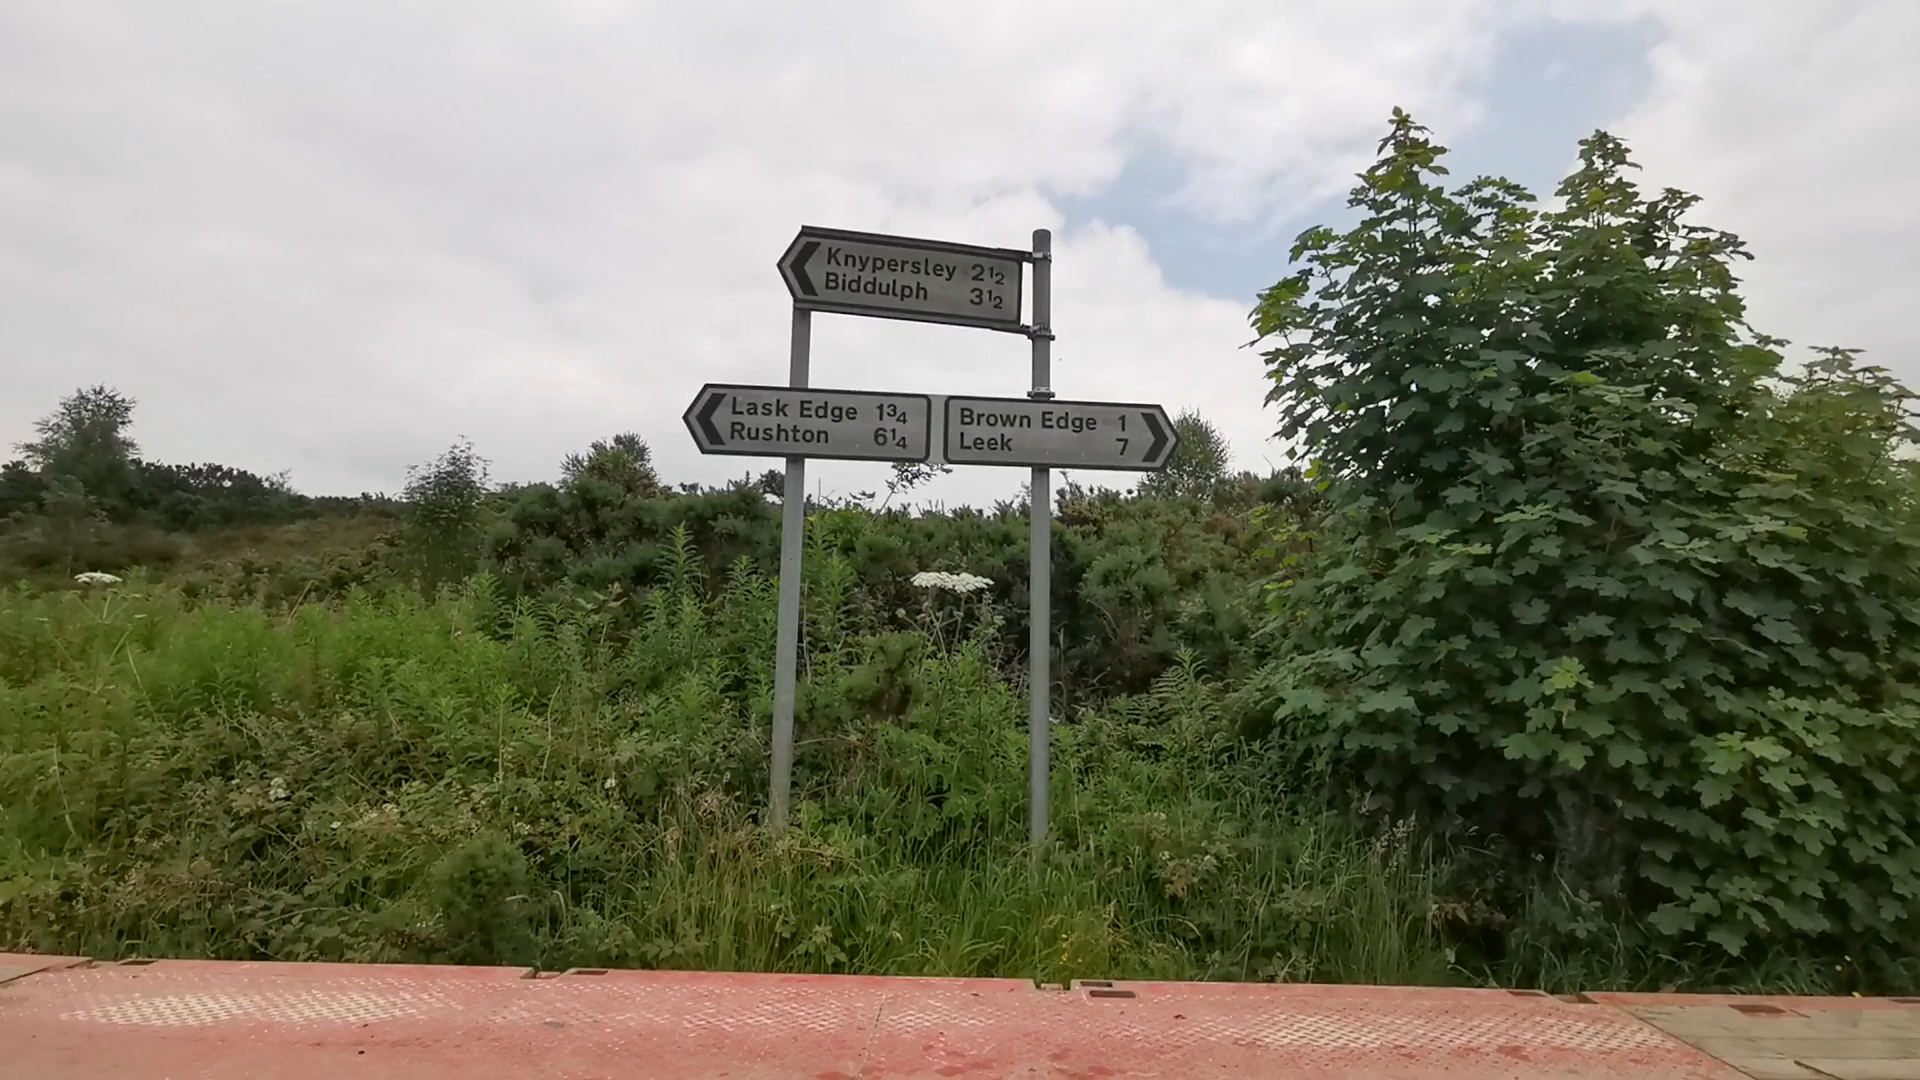 Knypersley 2½
Biddulph 3½
Lask Edge 1¾
Rushton 6¼
Brown Edge 1
Leek 7